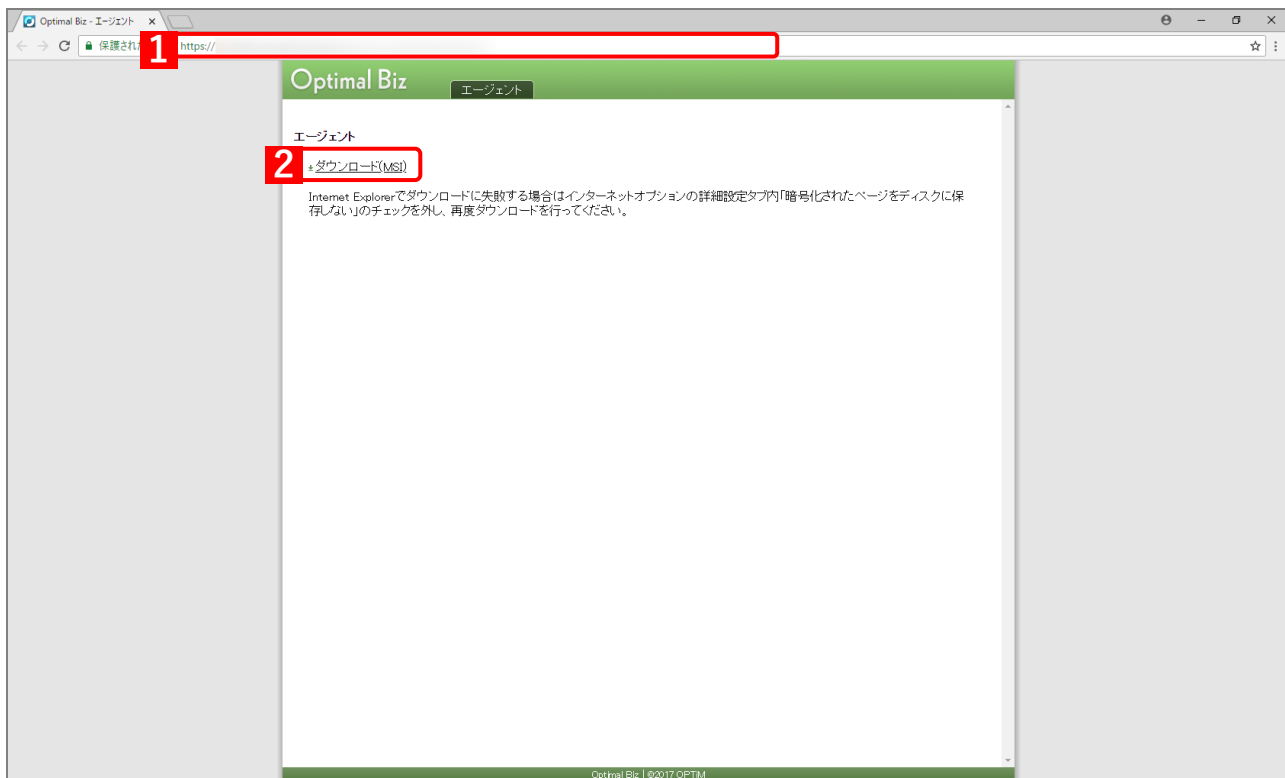 Optimal Biz - エージェント
1
https://
Optimal Biz
エージェント
エージェント
2
ダウンロード(MSI)
Internet Explorerでダウンロードに失敗する場合はインターネットオプションの詳細設定タブ内「暗号化されたページをディスクに保
存しない」のチェックを外し、再度ダウンロードを行ってください。
Optimal Biz | ©2017 OPTiM